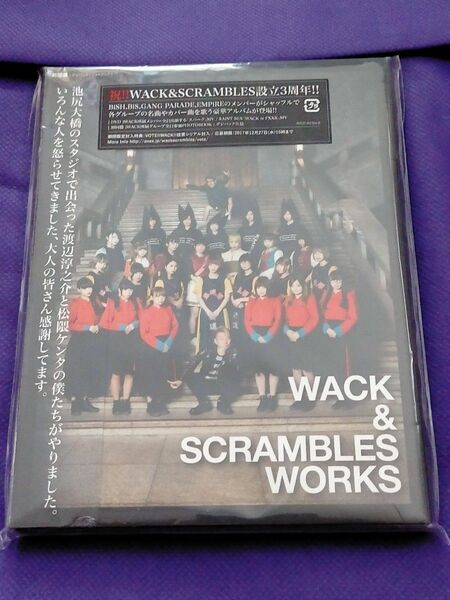 祝!!WACK&SCRAMBLES設立3周年!!
BiSH,BiS,GANG PARADE,EMPiREのメンバーがシャッフルで
各グループの名曲やカバー曲を歌う豪華アルバムが登場!!
池尻大橋のスタジオで出会った渡辺淳之介と松隈ケンタの僕たちがやりました。
いろんな人を怒らせてきました、大人の皆さん感謝してます。
WACK
&
SCRAMBLES
WORKS